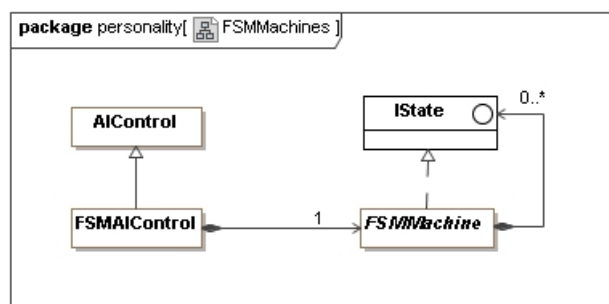 package personality[ FSMMachines ]
AIControl
IState
0..*
FSMAIControl
1
FSMMachine